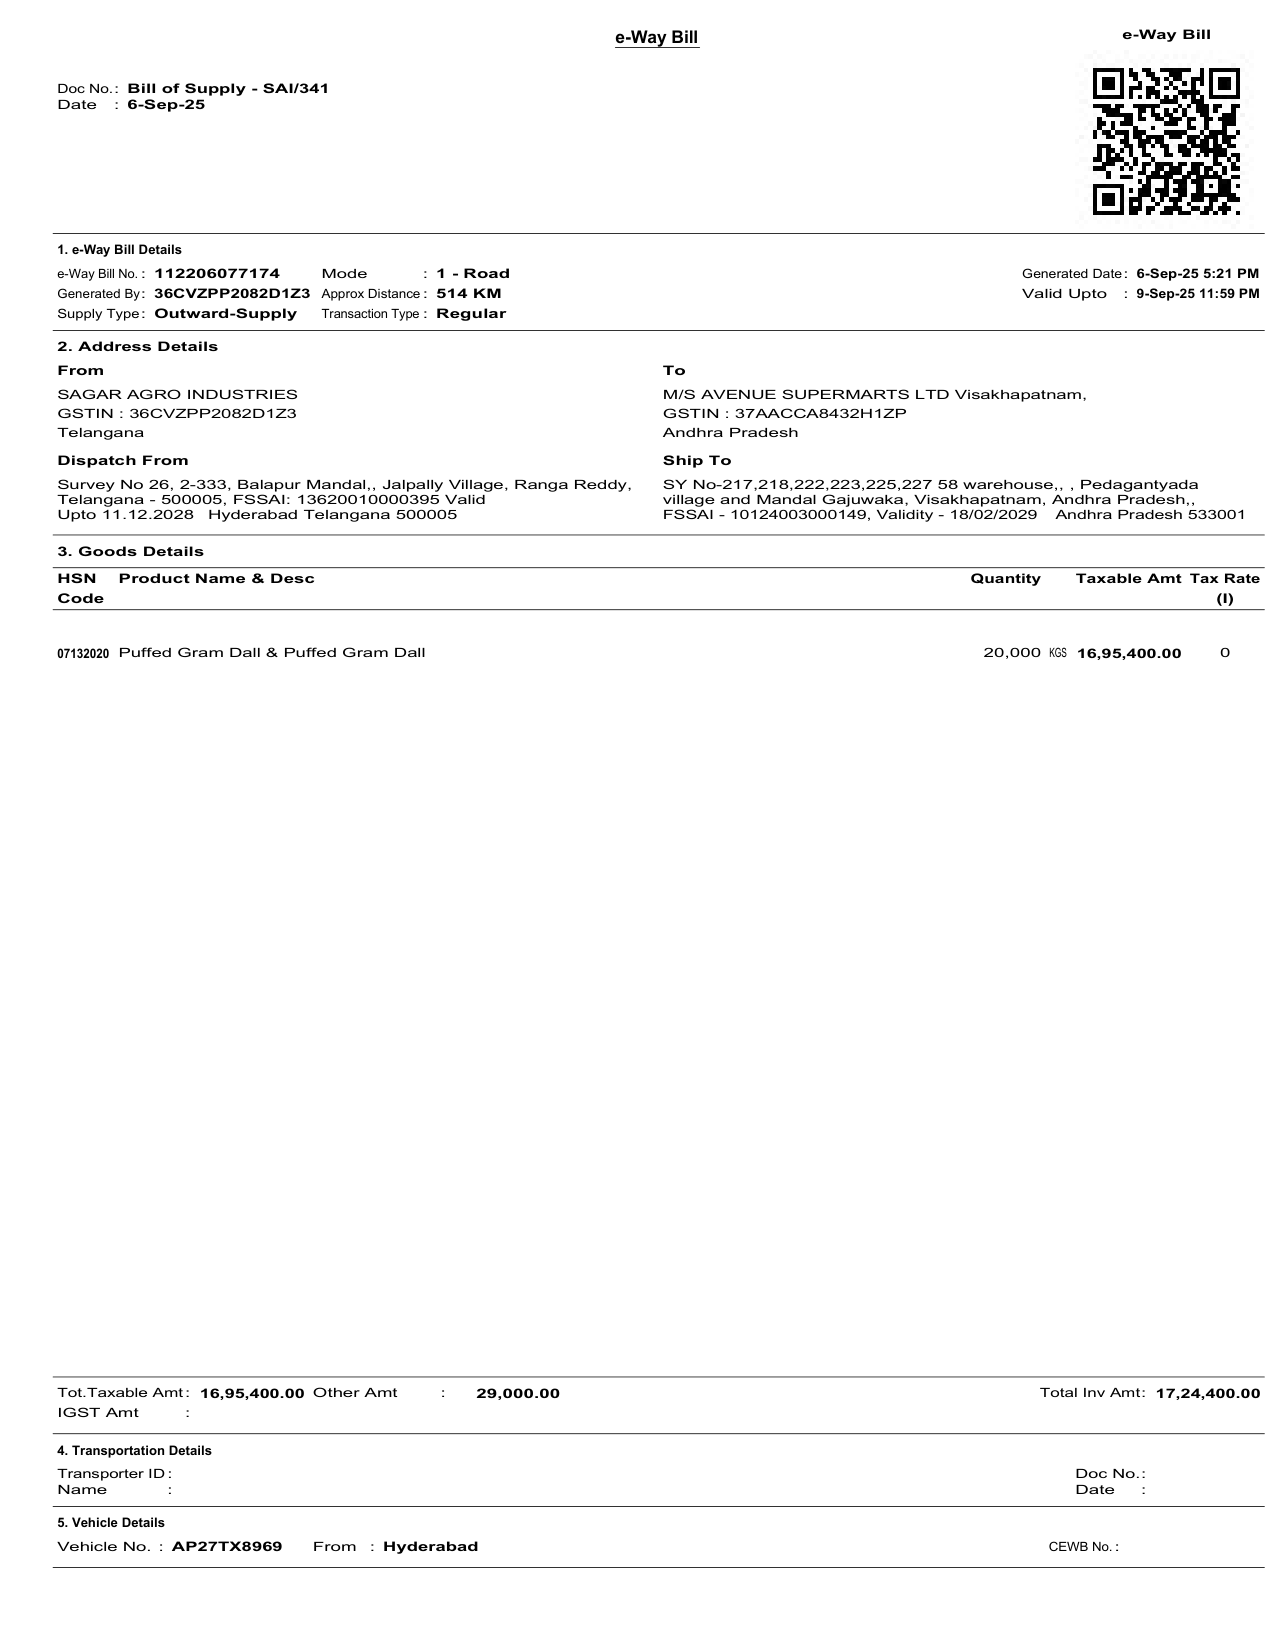 e-Way Bill
e-Way Bill
Doc No. : Bill of Supply - SAI/341
Date : 6-Sep-25
1. e-Way Bill Details
e-Way Bill No. : 112206077174 Mode : 1 - Road Generated Date : 6-Sep-25 5:21 PM
Generated By : 36CVZPP2082D1Z3 Approx Distance : 514 KM Valid Upto : 9-Sep-25 11:59 PM
Supply Type : Outward-Supply Transaction Type : Regular
2. Address Details
From
SAGAR AGRO INDUSTRIES
GSTIN : 36CVZPP2082D1Z3
Telangana
To
M/S AVENUE SUPERMARTS LTD Visakhapatnam,
GSTIN : 37AACCA8432H1ZP
Andhra Pradesh
Dispatch From
Survey No 26, 2-333, Balapur Mandal,, Jalpally Village, Ranga Reddy,
Telangana - 500005, FSSAI: 13620010000395 Valid
Upto 11.12.2028 Hyderabad Telangana 500005
Ship To
SY No-217,218,222,223,225,227 58 warehouse,, , Pedagantyada
village and Mandal Gajuwaka, Visakhapatnam, Andhra Pradesh,,
FSSAI - 10124003000149, Validity - 18/02/2029 Andhra Pradesh 533001
3. Goods Details
HSN Product Name & Desc Quantity Taxable Amt Tax Rate
Code (I)
07132020 Puffed Gram Dall & Puffed Gram Dall 20,000 KGS 16,95,400.00 0
Tot.Taxable Amt : 16,95,400.00 Other Amt : 29,000.00 Total Inv Amt : 17,24,400.00
IGST Amt :
4. Transportation Details
Transporter ID : Doc No. :
Name : Date :
5. Vehicle Details
Vehicle No. : AP27TX8969 From : Hyderabad CEWB No. :